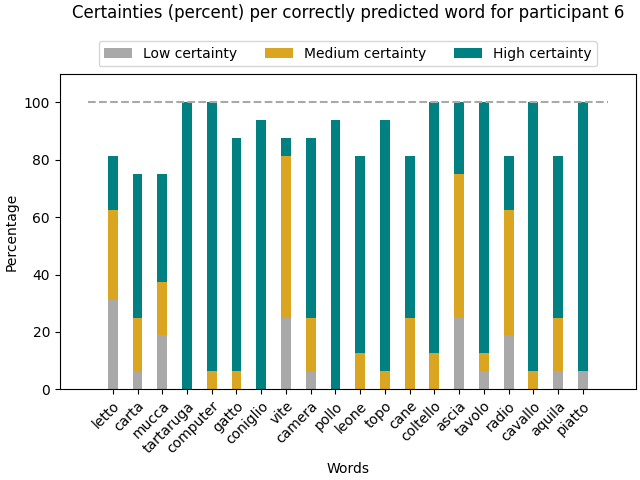 Certainties (percent) per correctly predicted word for participant 6
Low certainty Medium certainty High certainty
100
80
60
40
20
0
Percentage
letto carta mucca tartaruga computer gatto coniglio vite camera pollo leone topo cane coltello ascia tavolo radio cavallo aquila piatto
Words